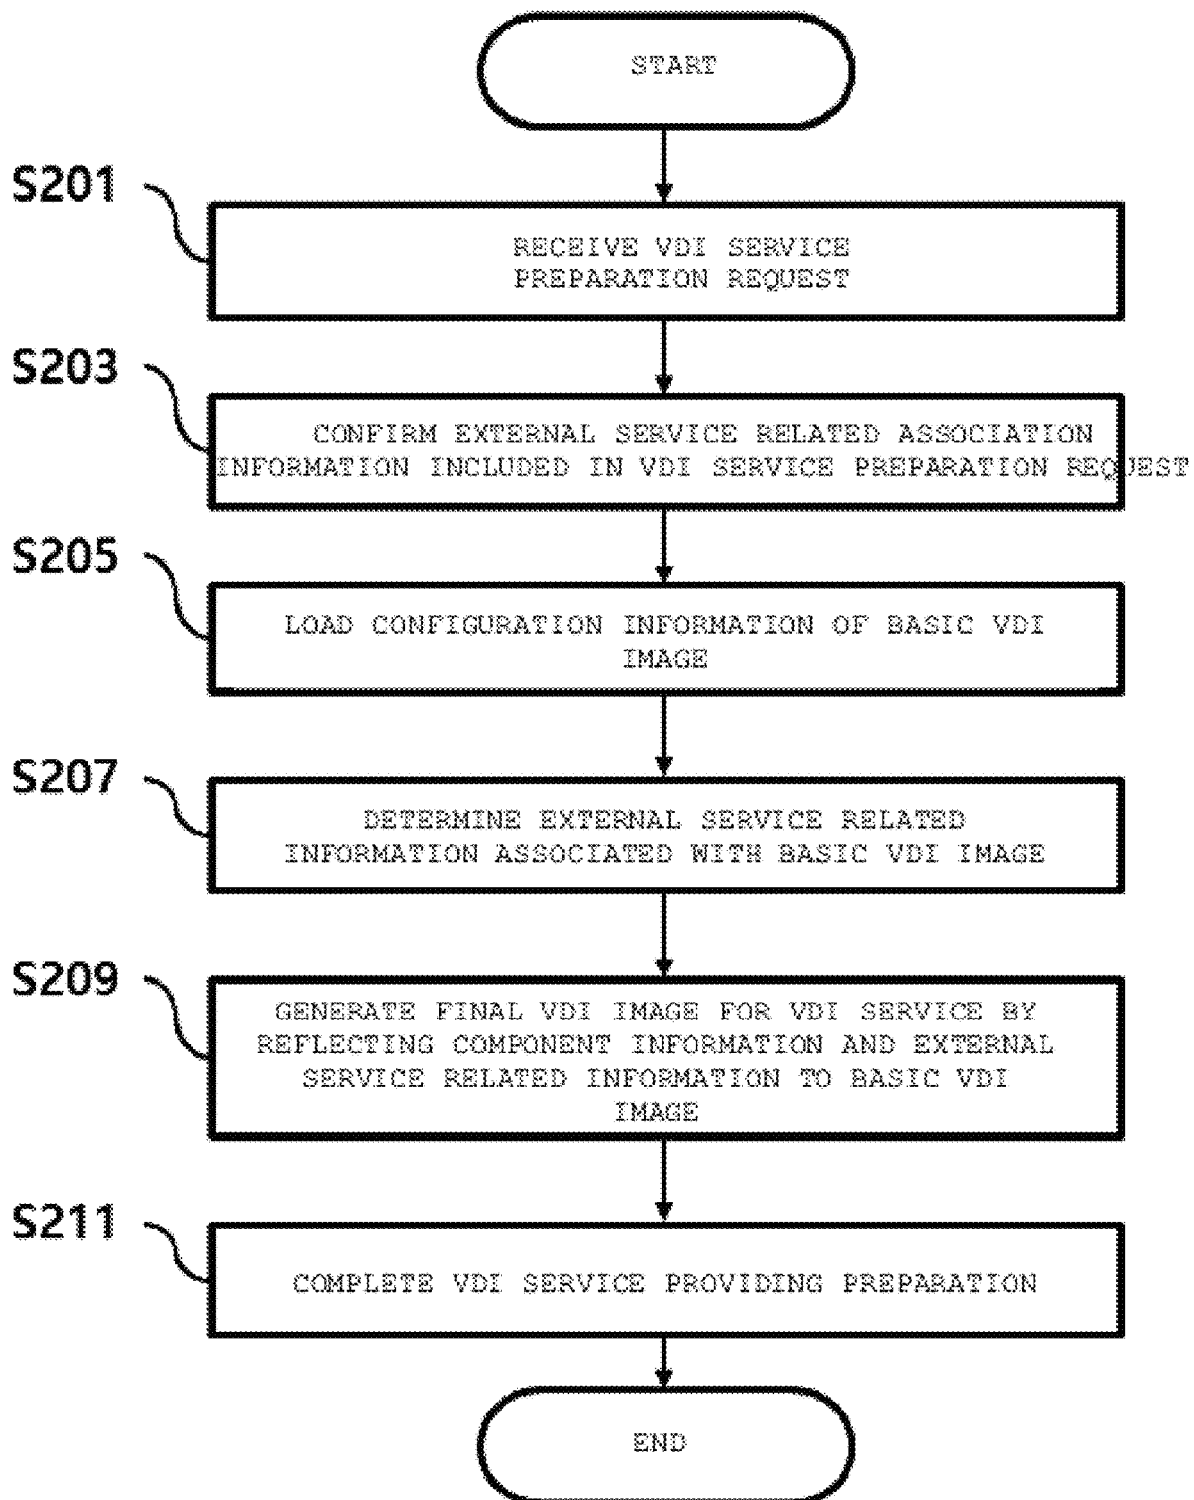 START
S201
RECEIVE VDI SERVICE
PREPARATION REQUEST
S203
CONFIRM EXTERNAL SERVICE RELATED ASSOCIATION
INFORMATION INCLUDED IN VDI SERVICE PREPARATION REQUEST
S205
LOAD CONFIGURATION INFORMATION OF BASIC VDI
IMAGE
S207
DETERMINE EXTERNAL SERVICE RELATED
INFORMATION ASSOCIATED WITH BASIC VDI IMAGE
S209
GENERATE FINAL VDI IMAGE FOR VDI SERVICE BY
REFLECTING COMPONENT INFORMATION AND EXTERNAL
SERVICE RELATED INFORMATION TO BASIC VDI
IMAGE
S211
COMPLETE VDI SERVICE PROVIDING PREPARATION
END